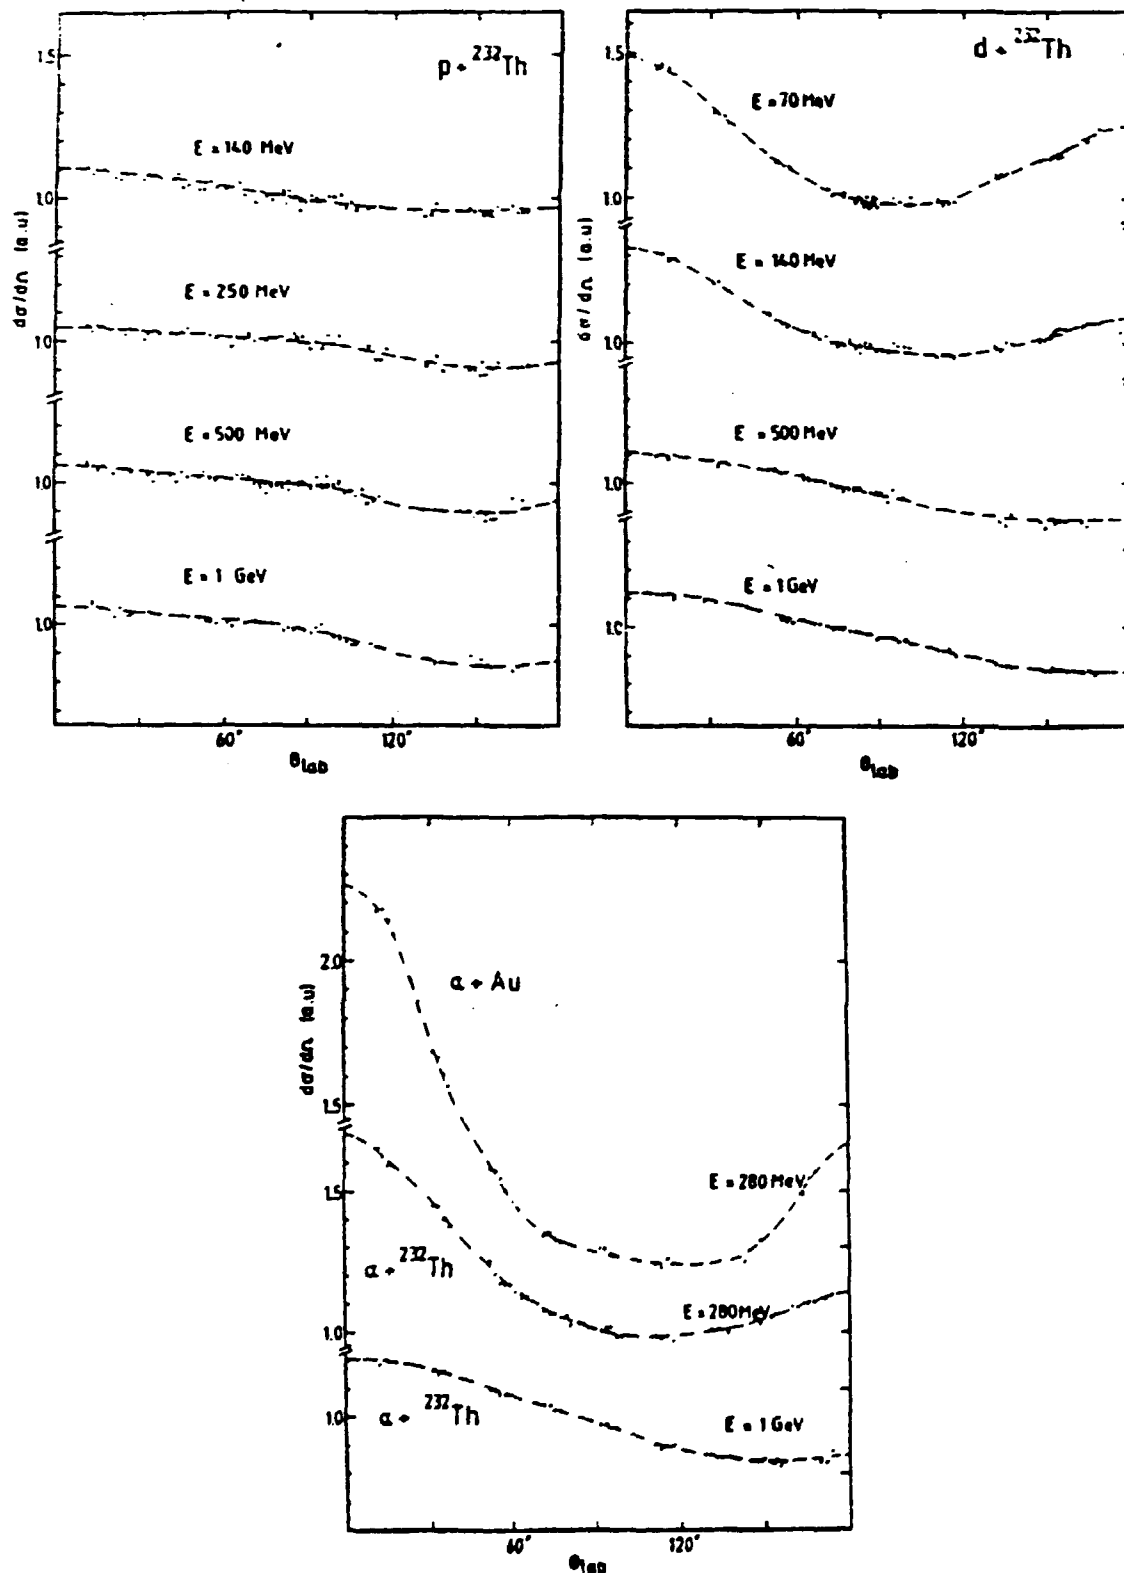 p + ²³²Th
1.5
E = 140 MeV
1.0
dσ/dΩ (a.u)
E = 250 MeV
1.0
E = 500 MeV
1.0
E = 1 GeV
1.0
60° 120°
θlab
d + ²³²Th
1.5
E = 70 MeV
1.0
dσ/dΩ (a.u)
E = 140 MeV
1.0
E = 500 MeV
1.0
E = 1 GeV
1.0
60° 120°
θlab
2.0
α + Au
dσ/dΩ (a.u)
1.5
E = 280 MeV
1.5
α + ²³²Th
E = 280 MeV
1.0
α + ²³²Th
1.0
E = 1 GeV
60° 120°
θlab